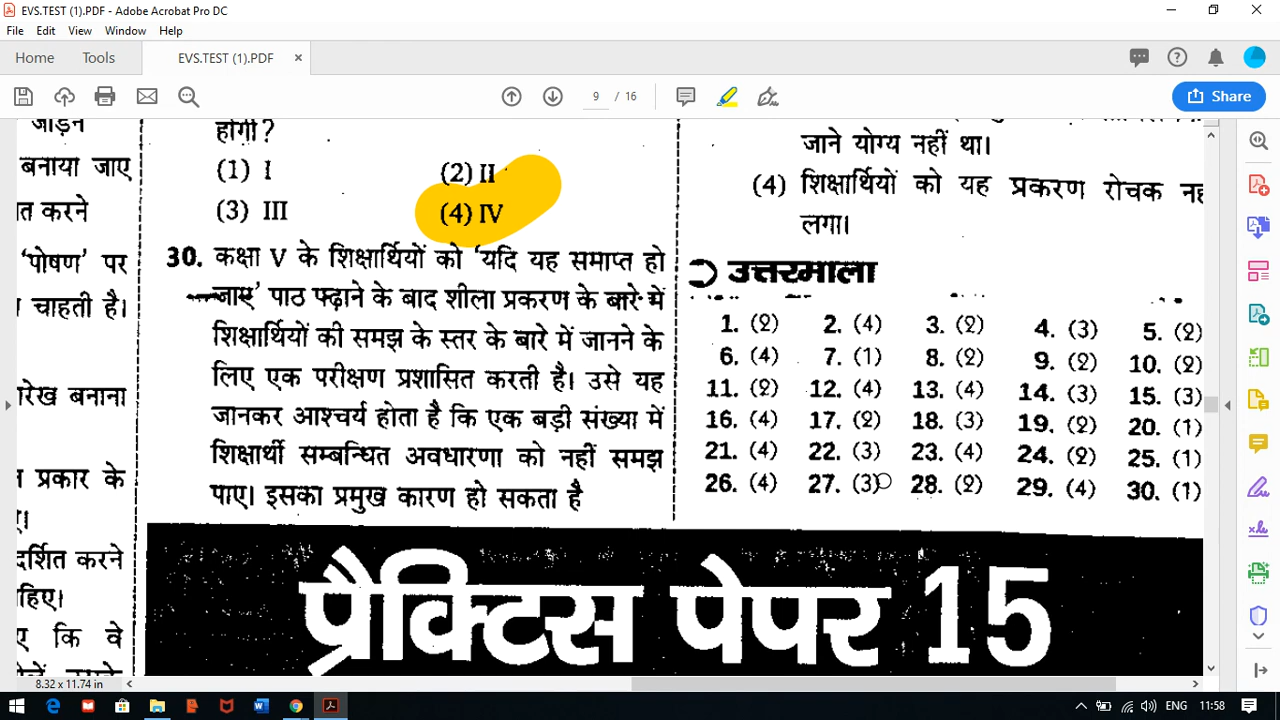 EVS.TEST (1).PDF - Adobe Acrobat Pro DC
File Edit View Window Help
Home Tools EVS.TEST (1).PDF
9 / 16
Share
जोड़ने
बनाया जाए
त करने
'पोषण' पर
चाहती है।
रेख बनाना
प्रकार के
दर्शित करने
हिए।
ए कि वे
होगी?
(1) I (2) II
(3) III (4) IV
30. कक्षा V के शिक्षार्थियों को 'यदि यह समाप्त हो
जाए' पाठ पढ़ाने के बाद शीला प्रकरण के बारे में
शिक्षार्थियों की समझ के स्तर के बारे में जानने के
लिए एक परीक्षण प्रशासित करती है। उसे यह
जानकर आश्चर्य होता है कि एक बड़ी संख्या में
शिक्षार्थी सम्बन्धित अवधारणा को नहीं समझ
पाए। इसका प्रमुख कारण हो सकता है
जाने योग्य नहीं था।
(4) शिक्षार्थियों को यह प्रकरण रोचक नह
लगा।
उत्तरमाला
1. (2) 2. (4) 3. (2) 4. (3) 5. (2)
6. (4) 7. (1) 8. (2) 9. (2) 10. (2)
11. (2) 12. (4) 13. (4) 14. (3) 15. (3)
16. (4) 17. (2) 18. (3) 19. (2) 20. (1)
21. (4) 22. (3) 23. (4) 24. (2) 25. (1)
26. (4) 27. (3) 28. (2) 29. (4) 30. (1)
प्रैक्टिस पेपर 15
8.32 x 11.74 in
ENG 11:58